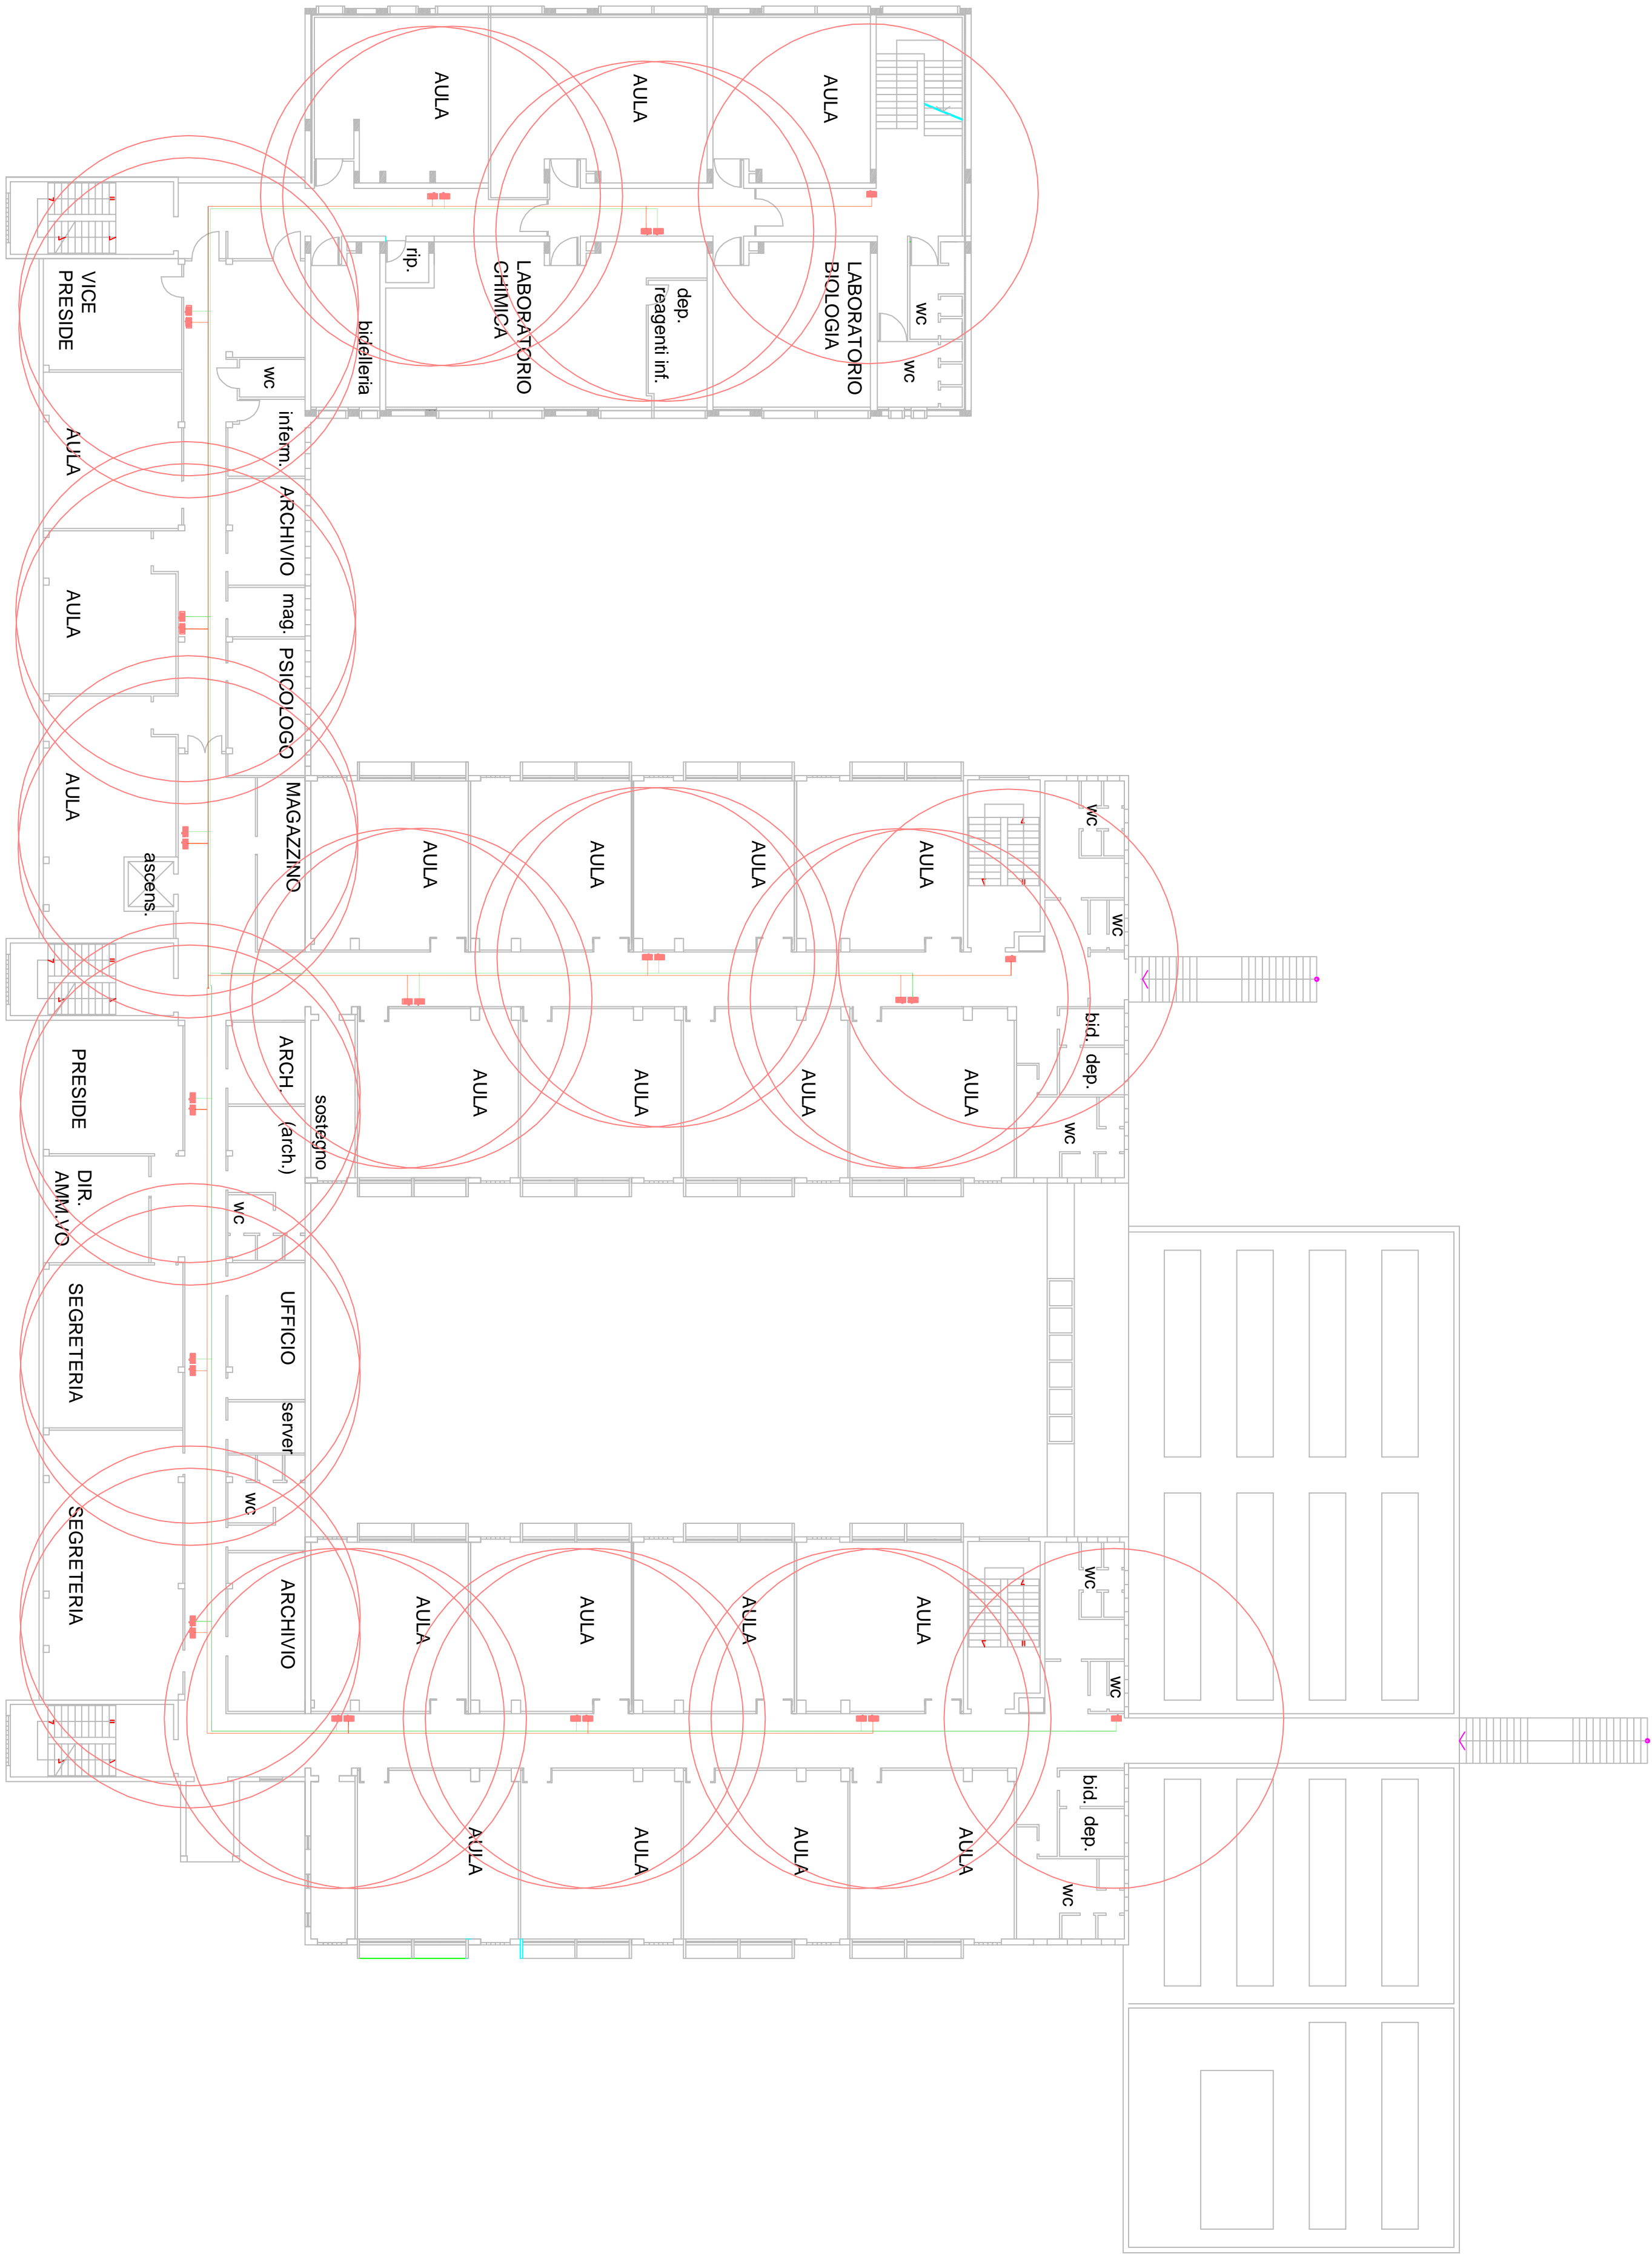 AULA
AULA
AULA
VICE
PRESIDE
rip.
LABORATORIO
CHIMICA
dep.
reagenti inf.
LABORATORIO
BIOLOGIA
wc
wc
bidelleria
wc
inferm.
AULA
ARCHIVIO
mag.
AULA
PSICOLOGO
AULA
MAGAZZINO
ascens.
AULA
AULA
AULA
AULA
wc
wc
PRESIDE
ARCH.
(arch.)
sostegno
AULA
AULA
AULA
AULA
bid.
dep.
wc
DIR.
AMM.VO
wc
SEGRETERIA
UFFICIO
server
wc
SEGRETERIA
ARCHIVIO
AULA
AULA
AULA
AULA
wc
wc
AULA
AULA
AULA
AULA
bid.
dep.
wc